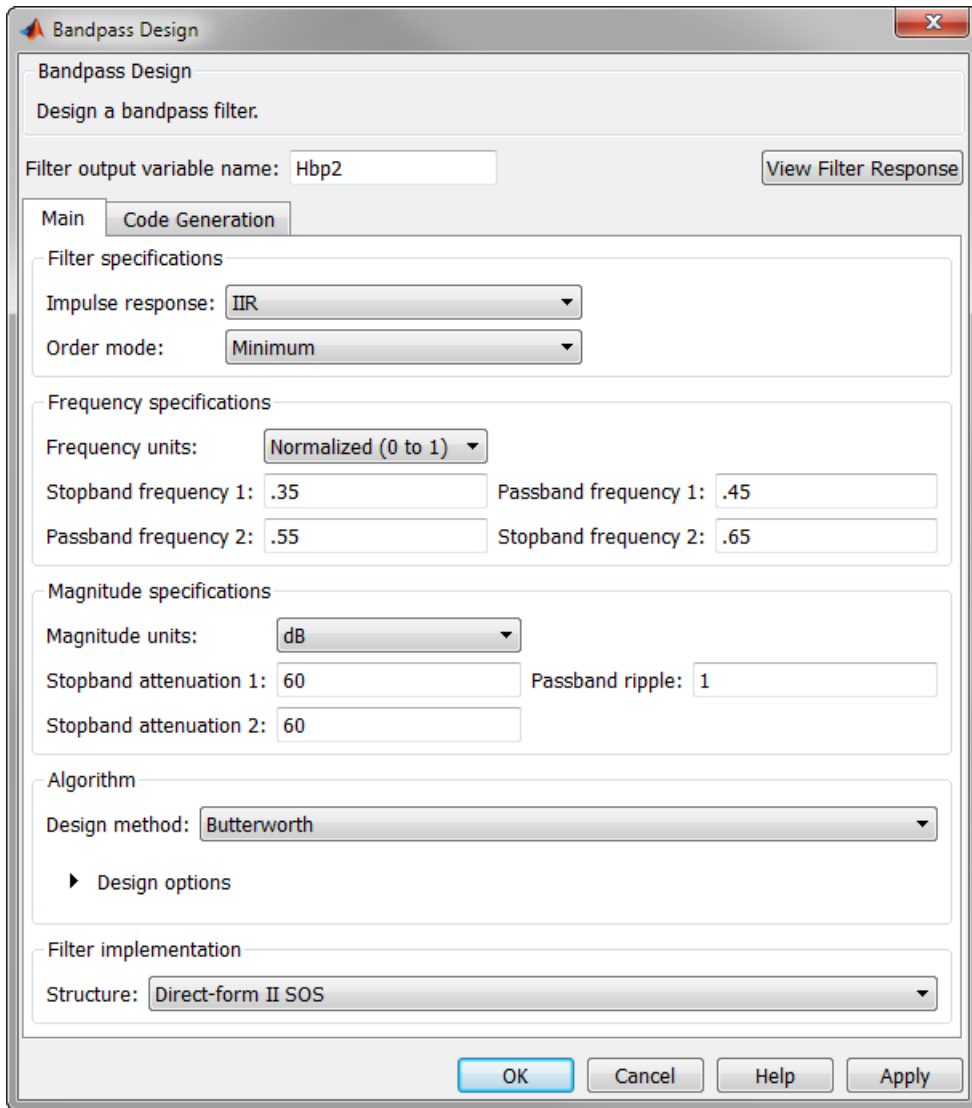 Bandpass Design
Bandpass Design
Design a bandpass filter.
Filter output variable name: Hbp2 View Filter Response
Main Code Generation
Filter specifications
Impulse response: IIR
Order mode: Minimum
Frequency specifications
Frequency units: Normalized (0 to 1)
Stopband frequency 1: .35 Passband frequency 1: .45
Passband frequency 2: .55 Stopband frequency 2: .65
Magnitude specifications
Magnitude units: dB
Stopband attenuation 1: 60 Passband ripple: 1
Stopband attenuation 2: 60
Algorithm
Design method: Butterworth
Design options
Filter implementation
Structure: Direct-form II SOS
OK Cancel Help Apply